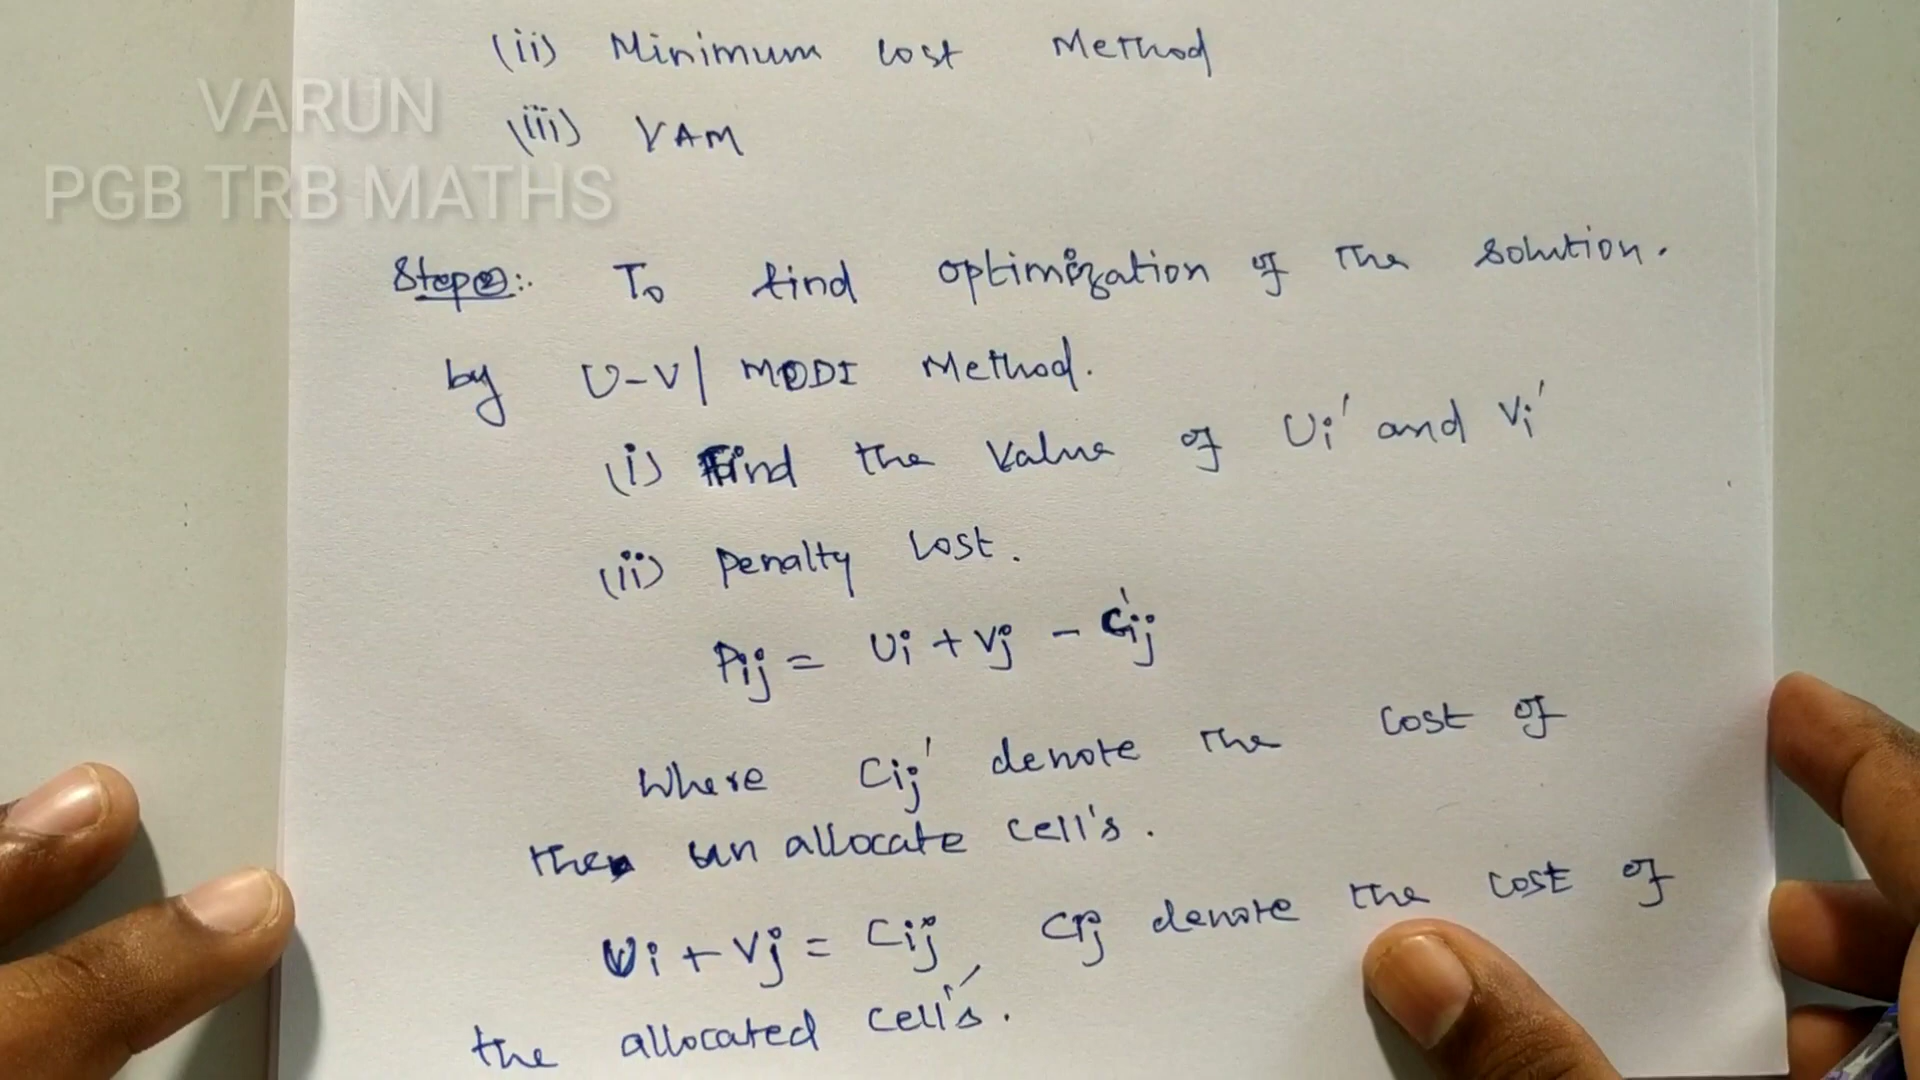 (ii) Minimum Cost Method
VARUN
(iii) VAM
PGB TRB MATHS
Step②:. To find optimization of the solution.
by U-V| MODI Method.
(i) Find the value of Ui' and Vi'
(ii) Penalty Cost.
Pij = Ui + Vj - C'ij
Where Cij' denote the cost of
the un allocate cell's.
Ui + Vj = Cij Cij denote the cost of
the allocated cell's.